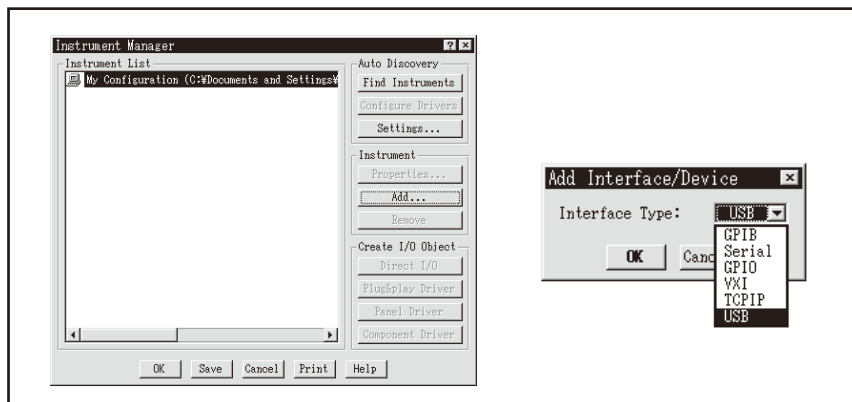 Instrument Manager
Instrument List
My Configuration (C:¥Documents and Settings¥
Auto Discovery
Find Instruments
Configure Drivers
Settings...
Instrument
Properties...
Add...
Remove
Create I/O Object
Direct I/O
Plug&play Driver
Panel Driver
Component Driver
OK Save Cancel Print Help
Add Interface/Device
Interface Type: USB
GPIB
Serial
GPIO
VXI
TCPIP
USB
OK Canc